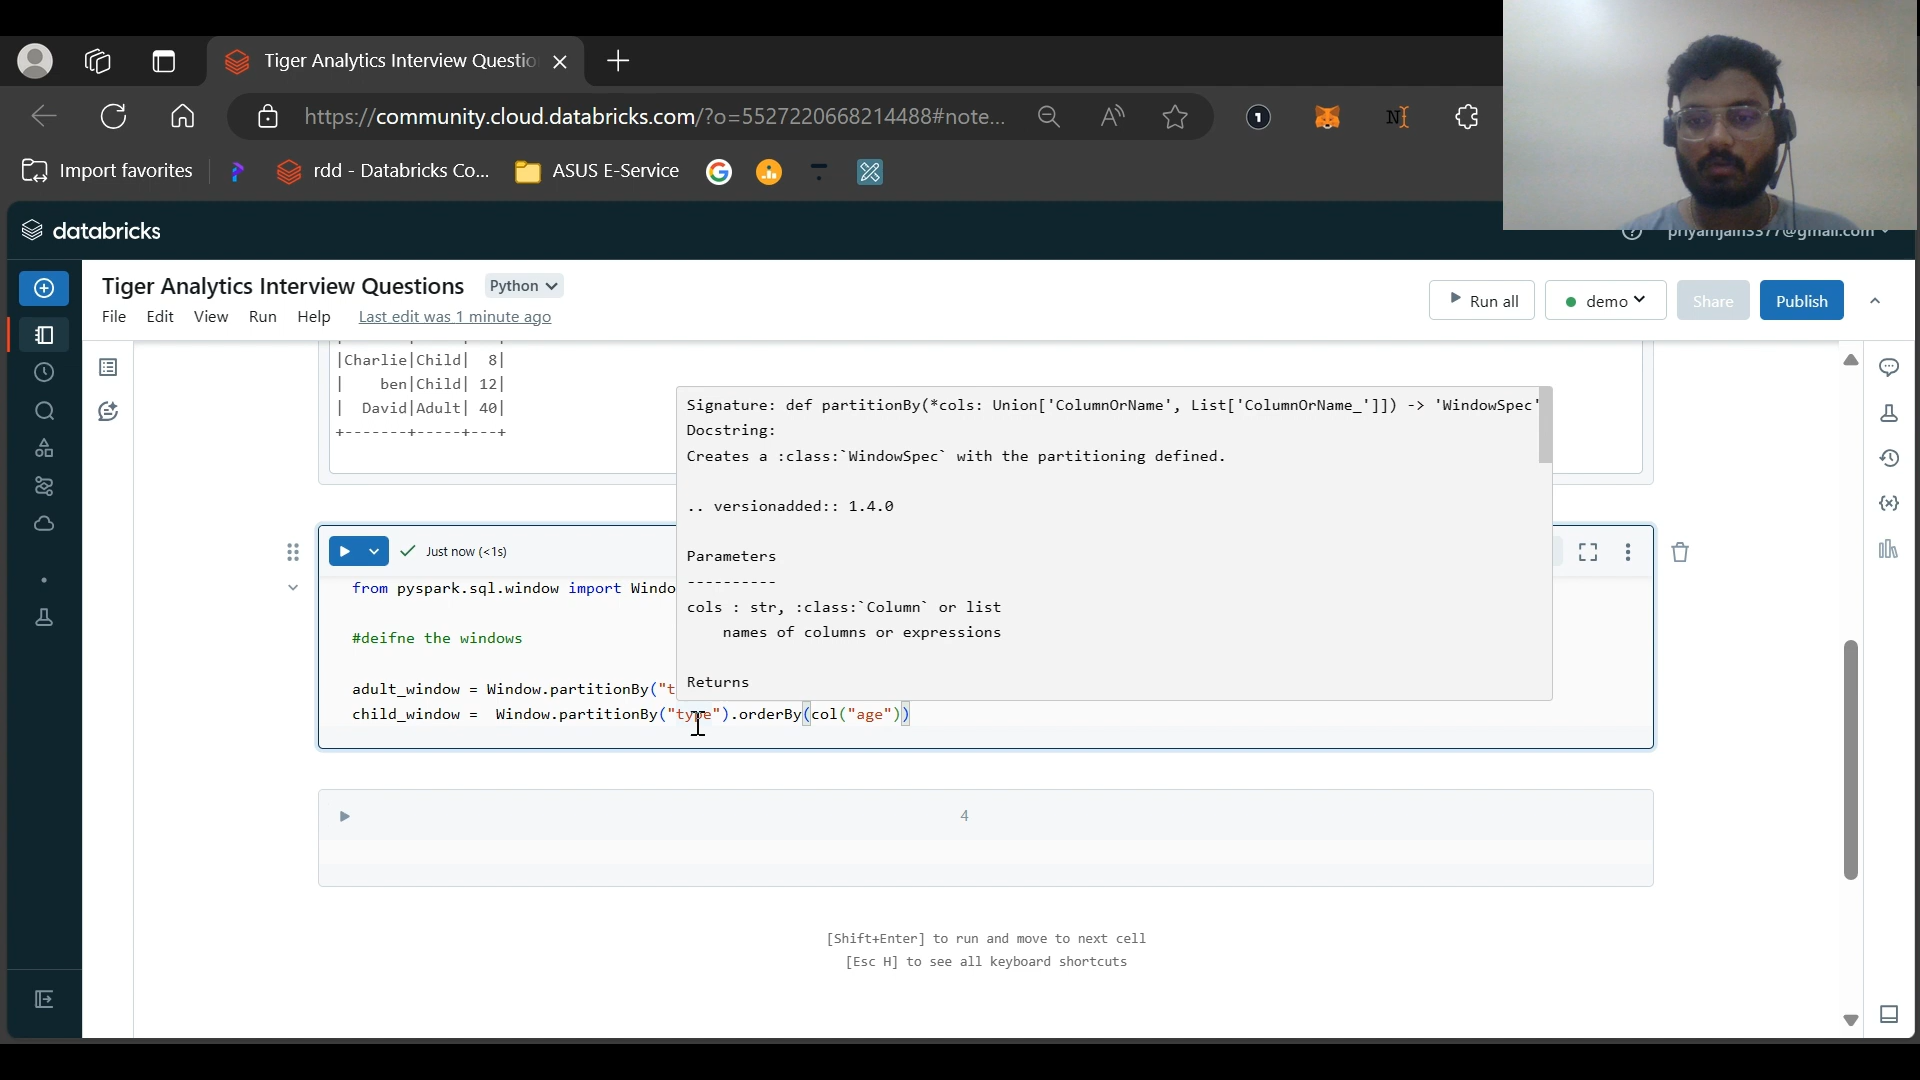 Tiger Analytics Interview Questio
https://community.cloud.databricks.com/?o=5527220668214488#note...
Import favorites
rdd - Databricks Co...
ASUS E-Service
databricks
priyamjain3377@gmail.com
Tiger Analytics Interview Questions
Python
Run all
demo
Share
Publish
File Edit View Run Help Last edit was 1 minute ago
|Charlie|Child| 8|
| ben|Child| 12|
| David|Adult| 40|
+-------+-----+---+
Signature: def partitionBy(*cols: Union['ColumnOrName', List['ColumnOrName_']]) -> 'WindowSpec'
Docstring:
Creates a :class:`WindowSpec` with the partitioning defined.
.. versionadded:: 1.4.0
Parameters
----------
cols : str, :class:`Column` or list
names of columns or expressions
Returns
Just now (<1s)
from pyspark.sql.window import Windo
#deifne the windows
adult_window = Window.partitionBy("t
child_window = Window.partitionBy("type").orderBy(col("age"))
4
[Shift+Enter] to run and move to next cell
[Esc H] to see all keyboard shortcuts